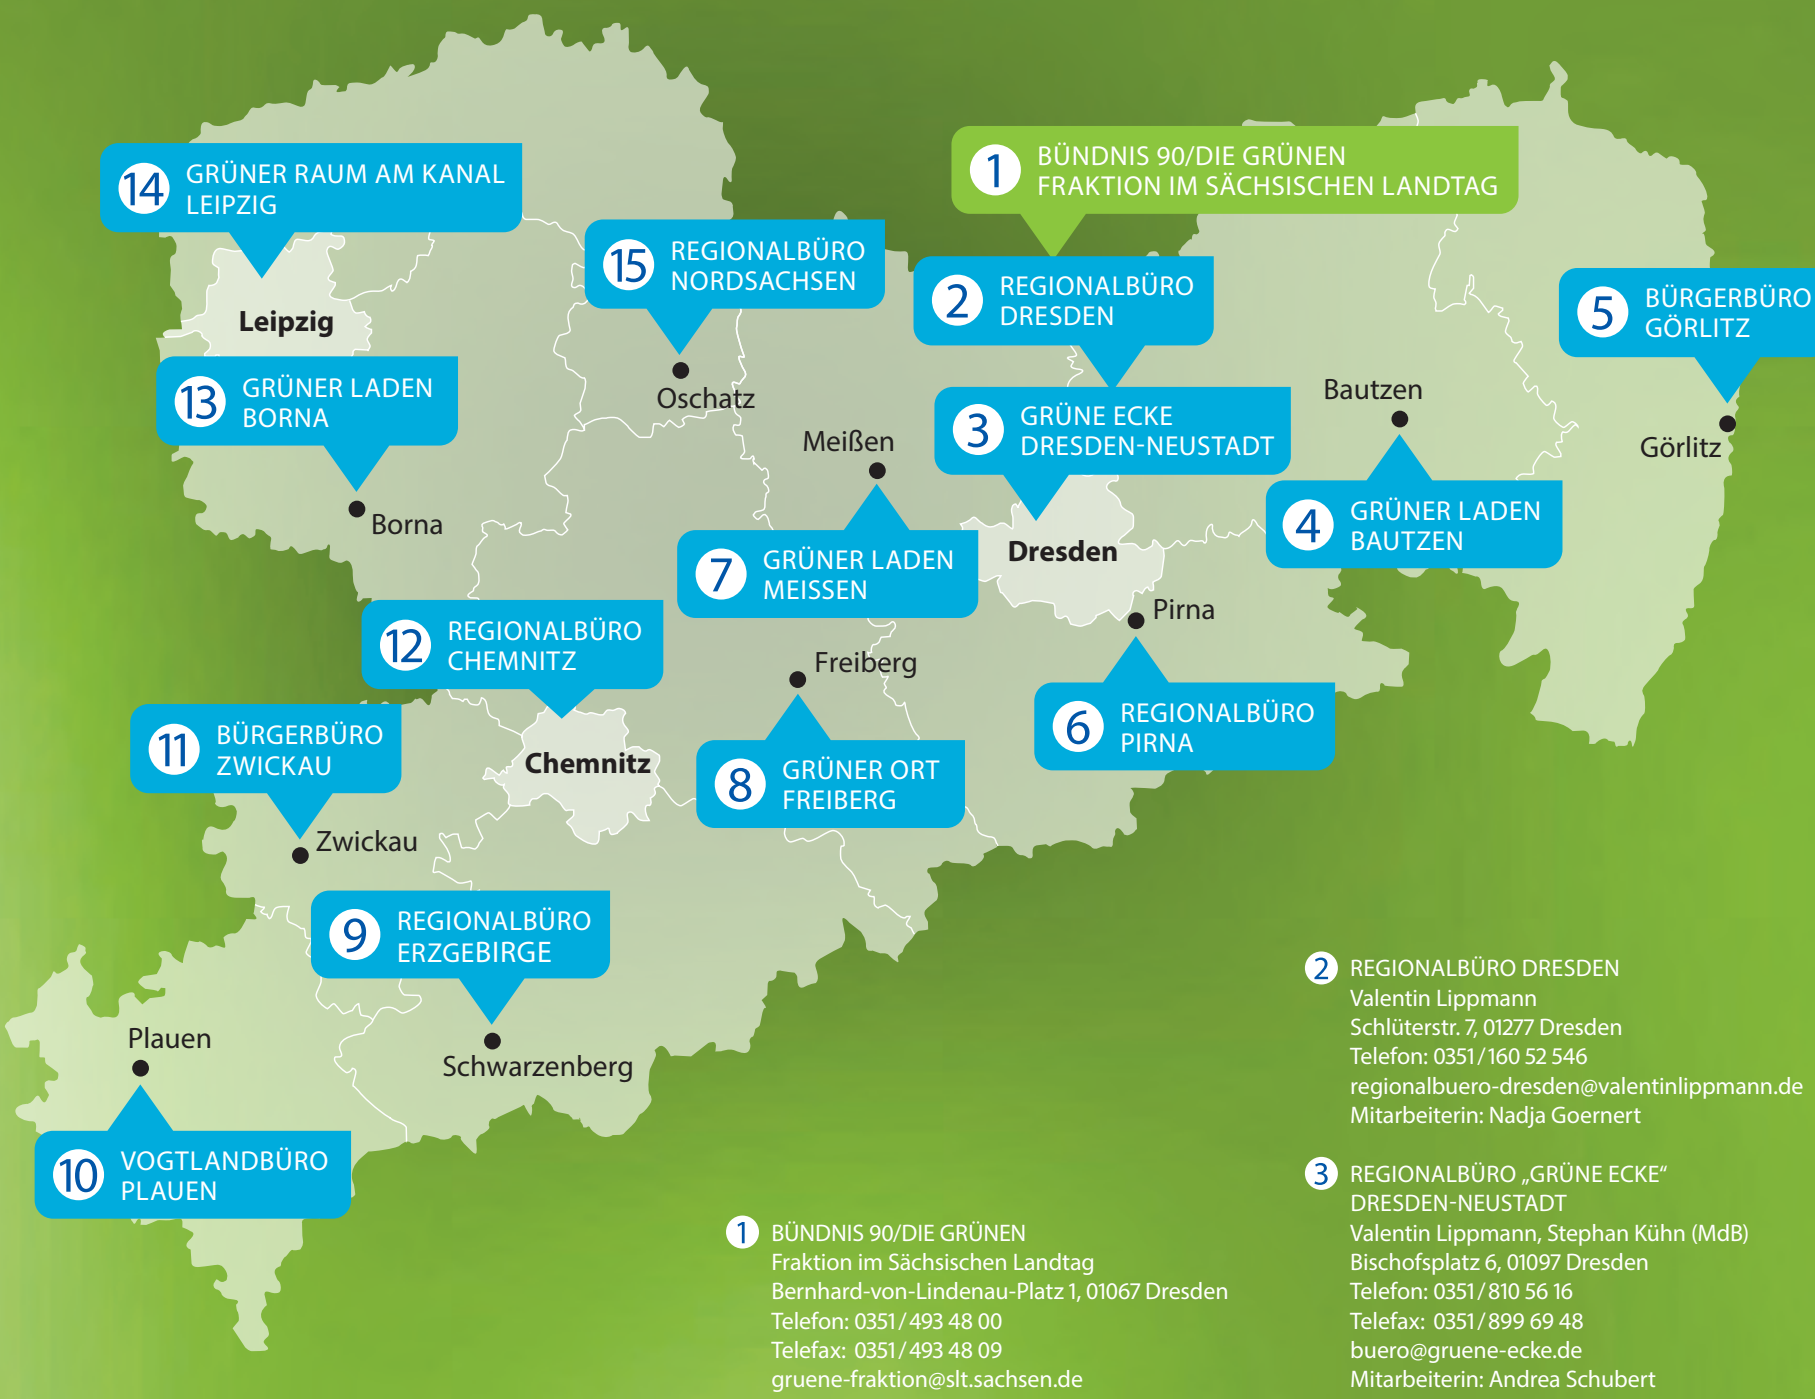 14
GRÜNER RAUM AM KANAL
LEIPZIG
1
BÜNDNIS 90/DIE GRÜNEN
FRAKTION IM SÄCHSISCHEN LANDTAG
15
REGIONALBÜRO
NORDSACHSEN
2
REGIONALBÜRO
DRESDEN
5
BÜRGERBÜRO
GÖRLITZ
Leipzig
13
GRÜNER LADEN
BORNA
Oschatz
3
GRÜNE ECKE
DRESDEN-NEUSTADT
Bautzen
Görlitz
Meißen
Borna
4
GRÜNER LADEN
BAUTZEN
7
GRÜNER LADEN
MEISSEN
Dresden
Pirna
12
REGIONALBÜRO
CHEMNITZ
Freiberg
6
REGIONALBÜRO
PIRNA
11
BÜRGERBÜRO
ZWICKAU
Chemnitz
8
GRÜNER ORT
FREIBERG
Zwickau
9
REGIONALBÜRO
ERZGEBIRGE
Plauen
Schwarzenberg
10
VOGTLANDBÜRO
PLAUEN
1 BÜNDNIS 90/DIE GRÜNEN
Fraktion im Sächsischen Landtag
Bernhard-von-Lindenau-Platz 1, 01067 Dresden
Telefon: 0351/493 48 00
Telefax: 0351/493 48 09
gruene-fraktion@slt.sachsen.de
2 REGIONALBÜRO DRESDEN
Valentin Lippmann
Schlüterstr. 7, 01277 Dresden
Telefon: 0351/160 52 546
regionalbuero-dresden@valentinlippmann.de
Mitarbeiterin: Nadja Goernert
3 REGIONALBÜRO „GRÜNE ECKE“
DRESDEN-NEUSTADT
Valentin Lippmann, Stephan Kühn (MdB)
Bischofsplatz 6, 01097 Dresden
Telefon: 0351/810 56 16
Telefax: 0351/899 69 48
buero@gruene-ecke.de
Mitarbeiterin: Andrea Schubert